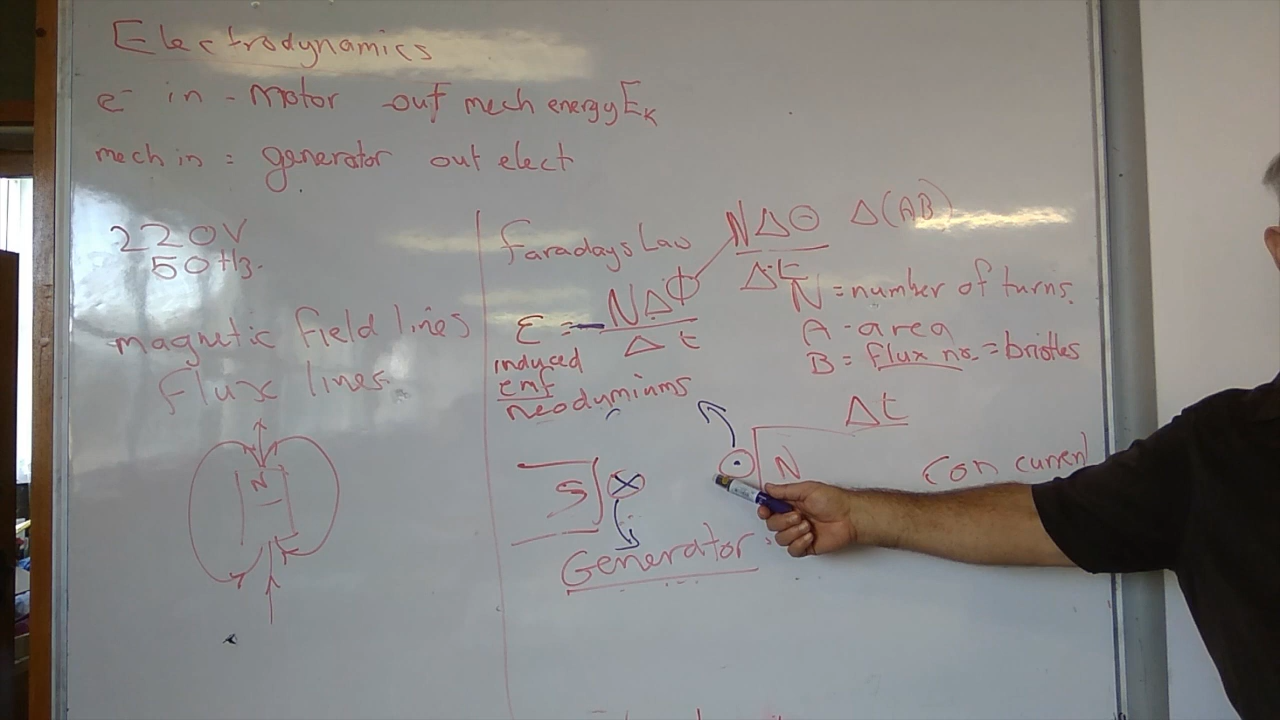 Electrodynamics
e⁻ in - motor out mech energy Eᴋ
mech in = generator out elect
220V
50Hz.
magnetic field lines
flux lines.
N
Faradays Law
NΔΘ Δ(AB)
Δt
ε = - NΔΦ
Δt
induced
emf
neodymiums
N = number of turns.
A - area
B = flux no. = bristles
Δt
S
N
Con current
Generator